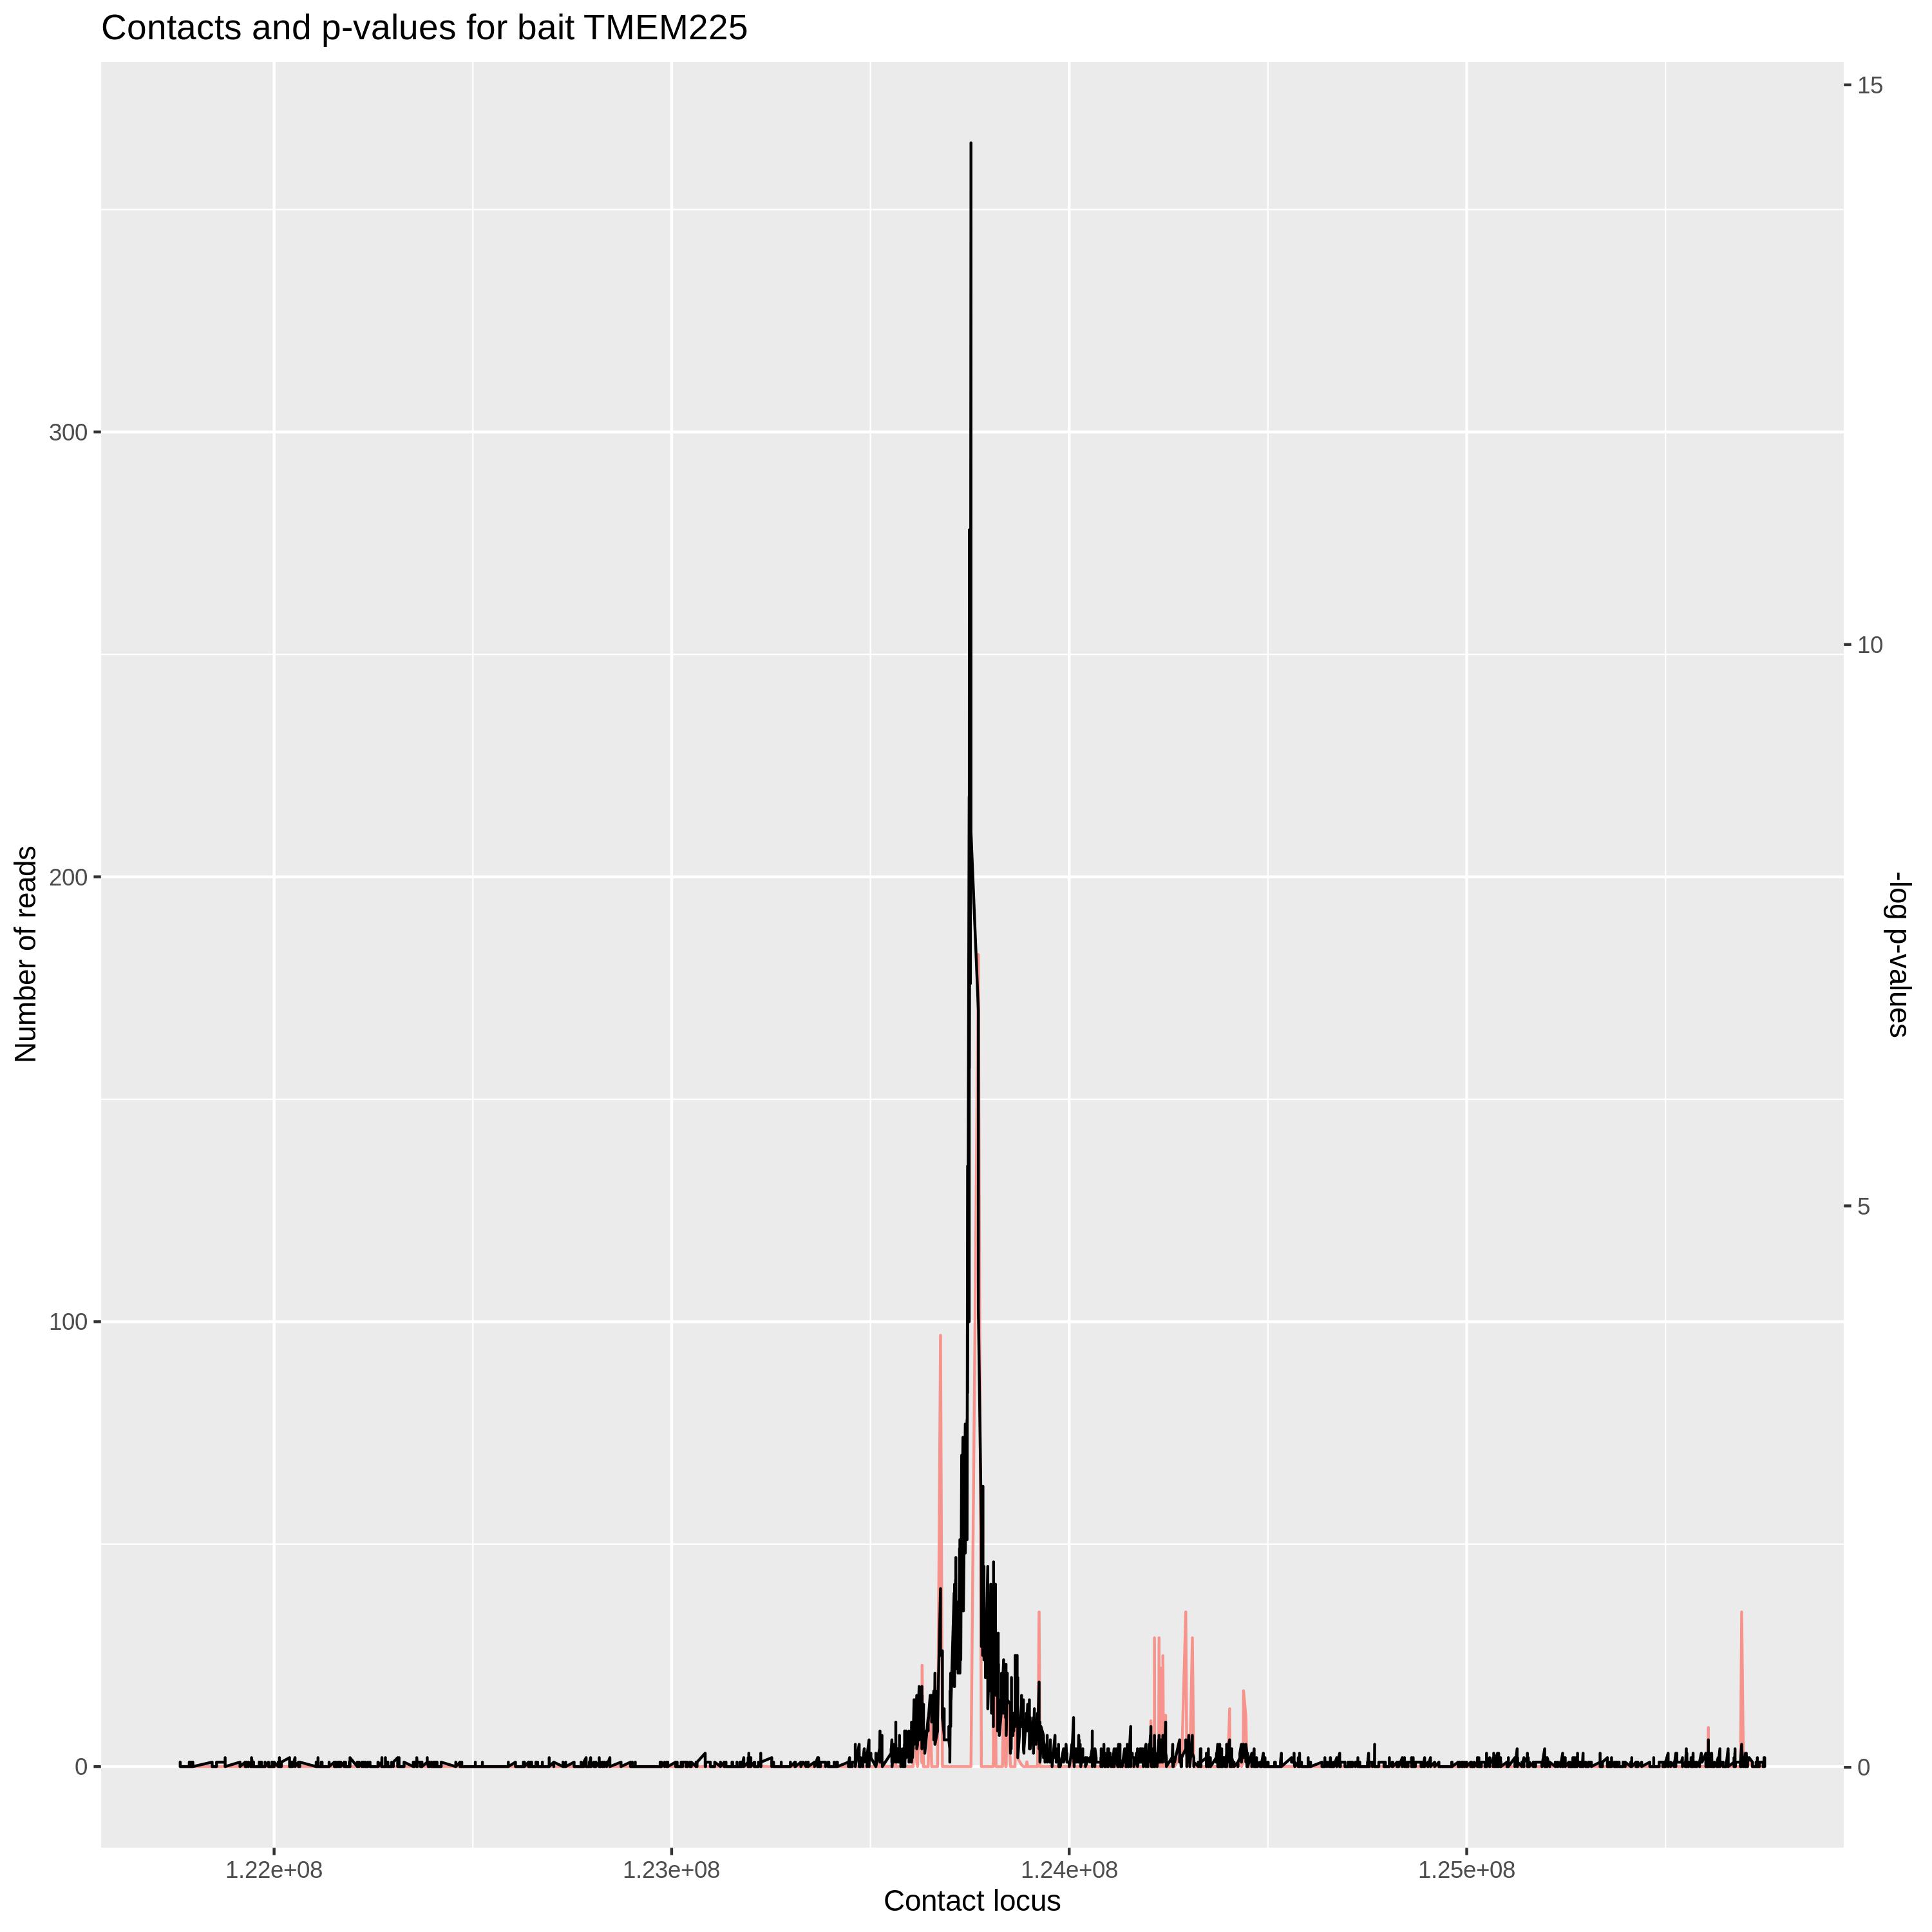 Contacts and p-values for bait TMEM225
15
300
10
200
Number of reads
-log p-values
5
100
0
0
1.22e+08
1.23e+08
1.24e+08
1.25e+08
Contact locus